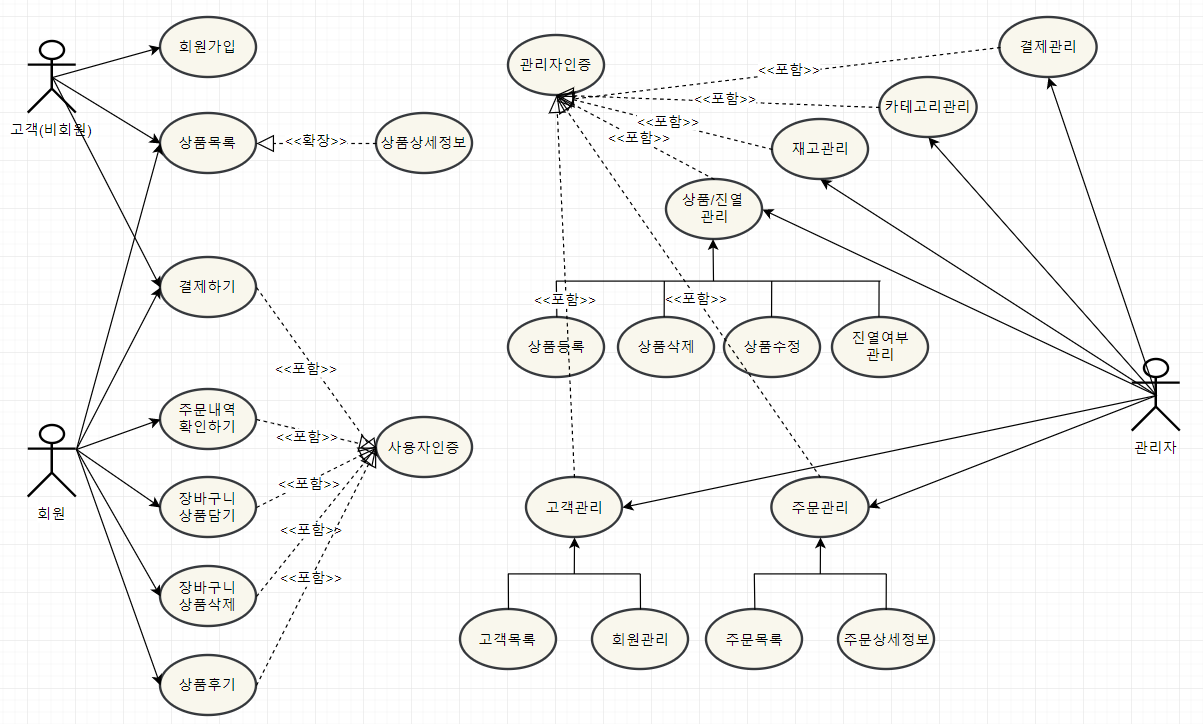 회원가입
고객(비회원)
상품목록
<<확장>>
상품상세정보
결제하기
<<포함>>
주문내역
확인하기
<<포함>>
사용자인증
회원
장바구니
상품담기
<<포함>>
장바구니
상품삭제
<<포함>>
<<포함>>
상품후기
관리자인증
결제관리
<<포함>>
카테고리관리
<<포함>>
재고관리
<<포함>>
<<포함>>
상품/진열
관리
<<포함>>
<<포함>>
상품등록
상품삭제
상품수정
진열여부
관리
관리자
고객관리
주문관리
고객목록
회원관리
주문목록
주문상세정보